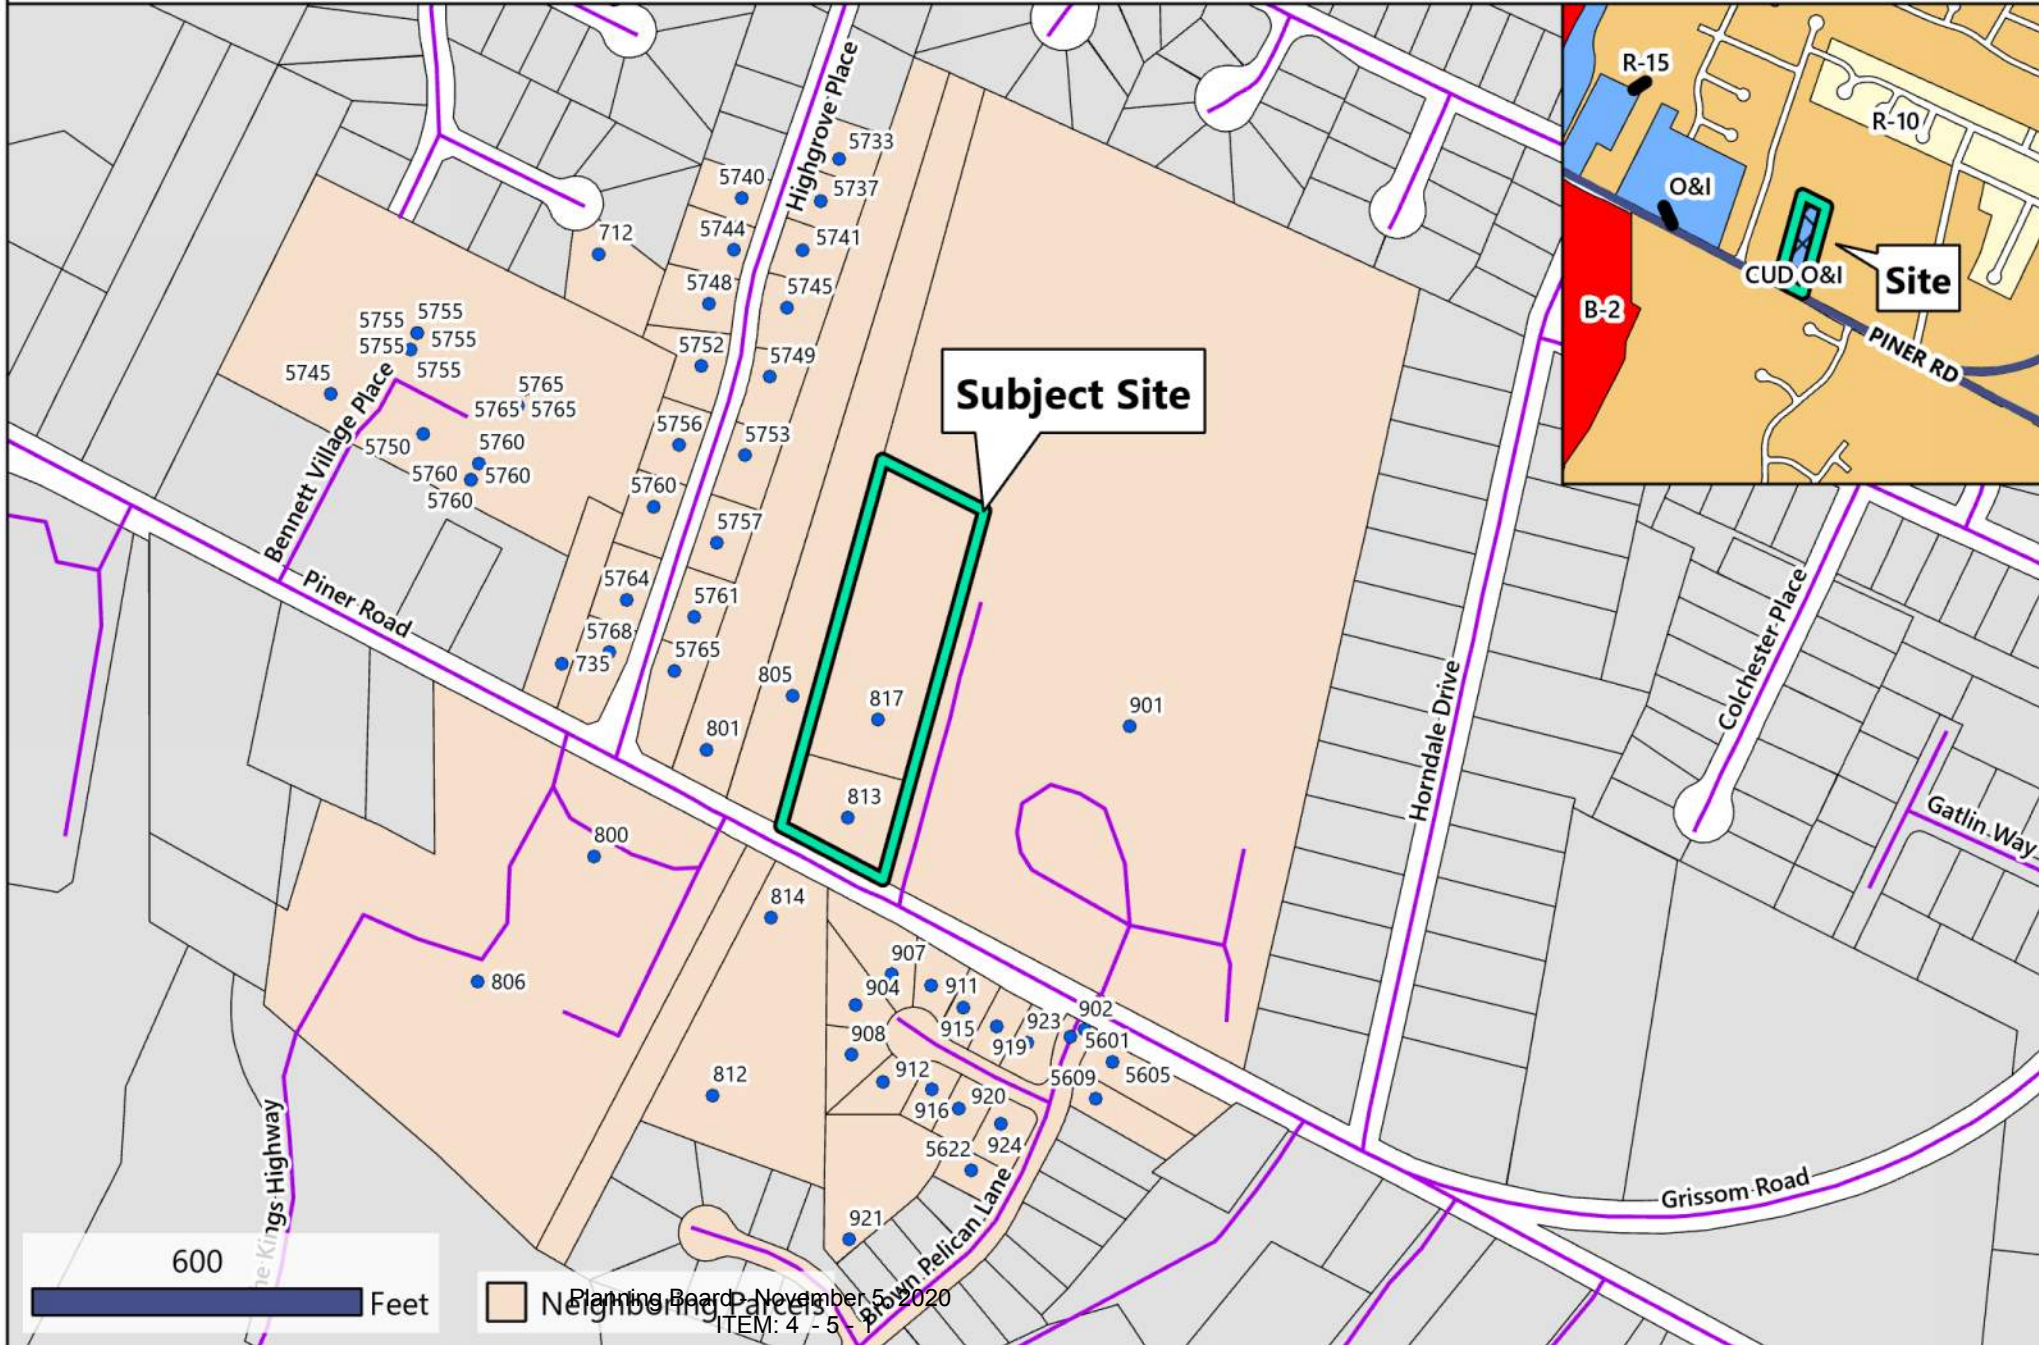 Highgrove Place
5733
5740
5737
5744
5741
712
5748
5745
5755
5755
5755
5755
5755
5752
5749
5745
5765
5765
5765
5750
5760
5760
5760
5760
Bennett Village Place
5756
5753
5760
5757
Piner Road
5764
5761
5768
735
5765
805
801
Subject Site
817
813
901
Horndale Drive
Colchester Place
Gatlin Way
R-15
R-10
O&I
CUD O&I
Site
B-2
PINER RD
800
806
814
812
907
904
911
915
908
923
902
919
5601
5605
5609
912
916
920
924
5622
921
Brown Pelican Lane
Grissom Road
Kings Highway
600
Feet
Neighboring Parcels
Planning Board - November 5, 2020
ITEM: 4 - 5 - 1